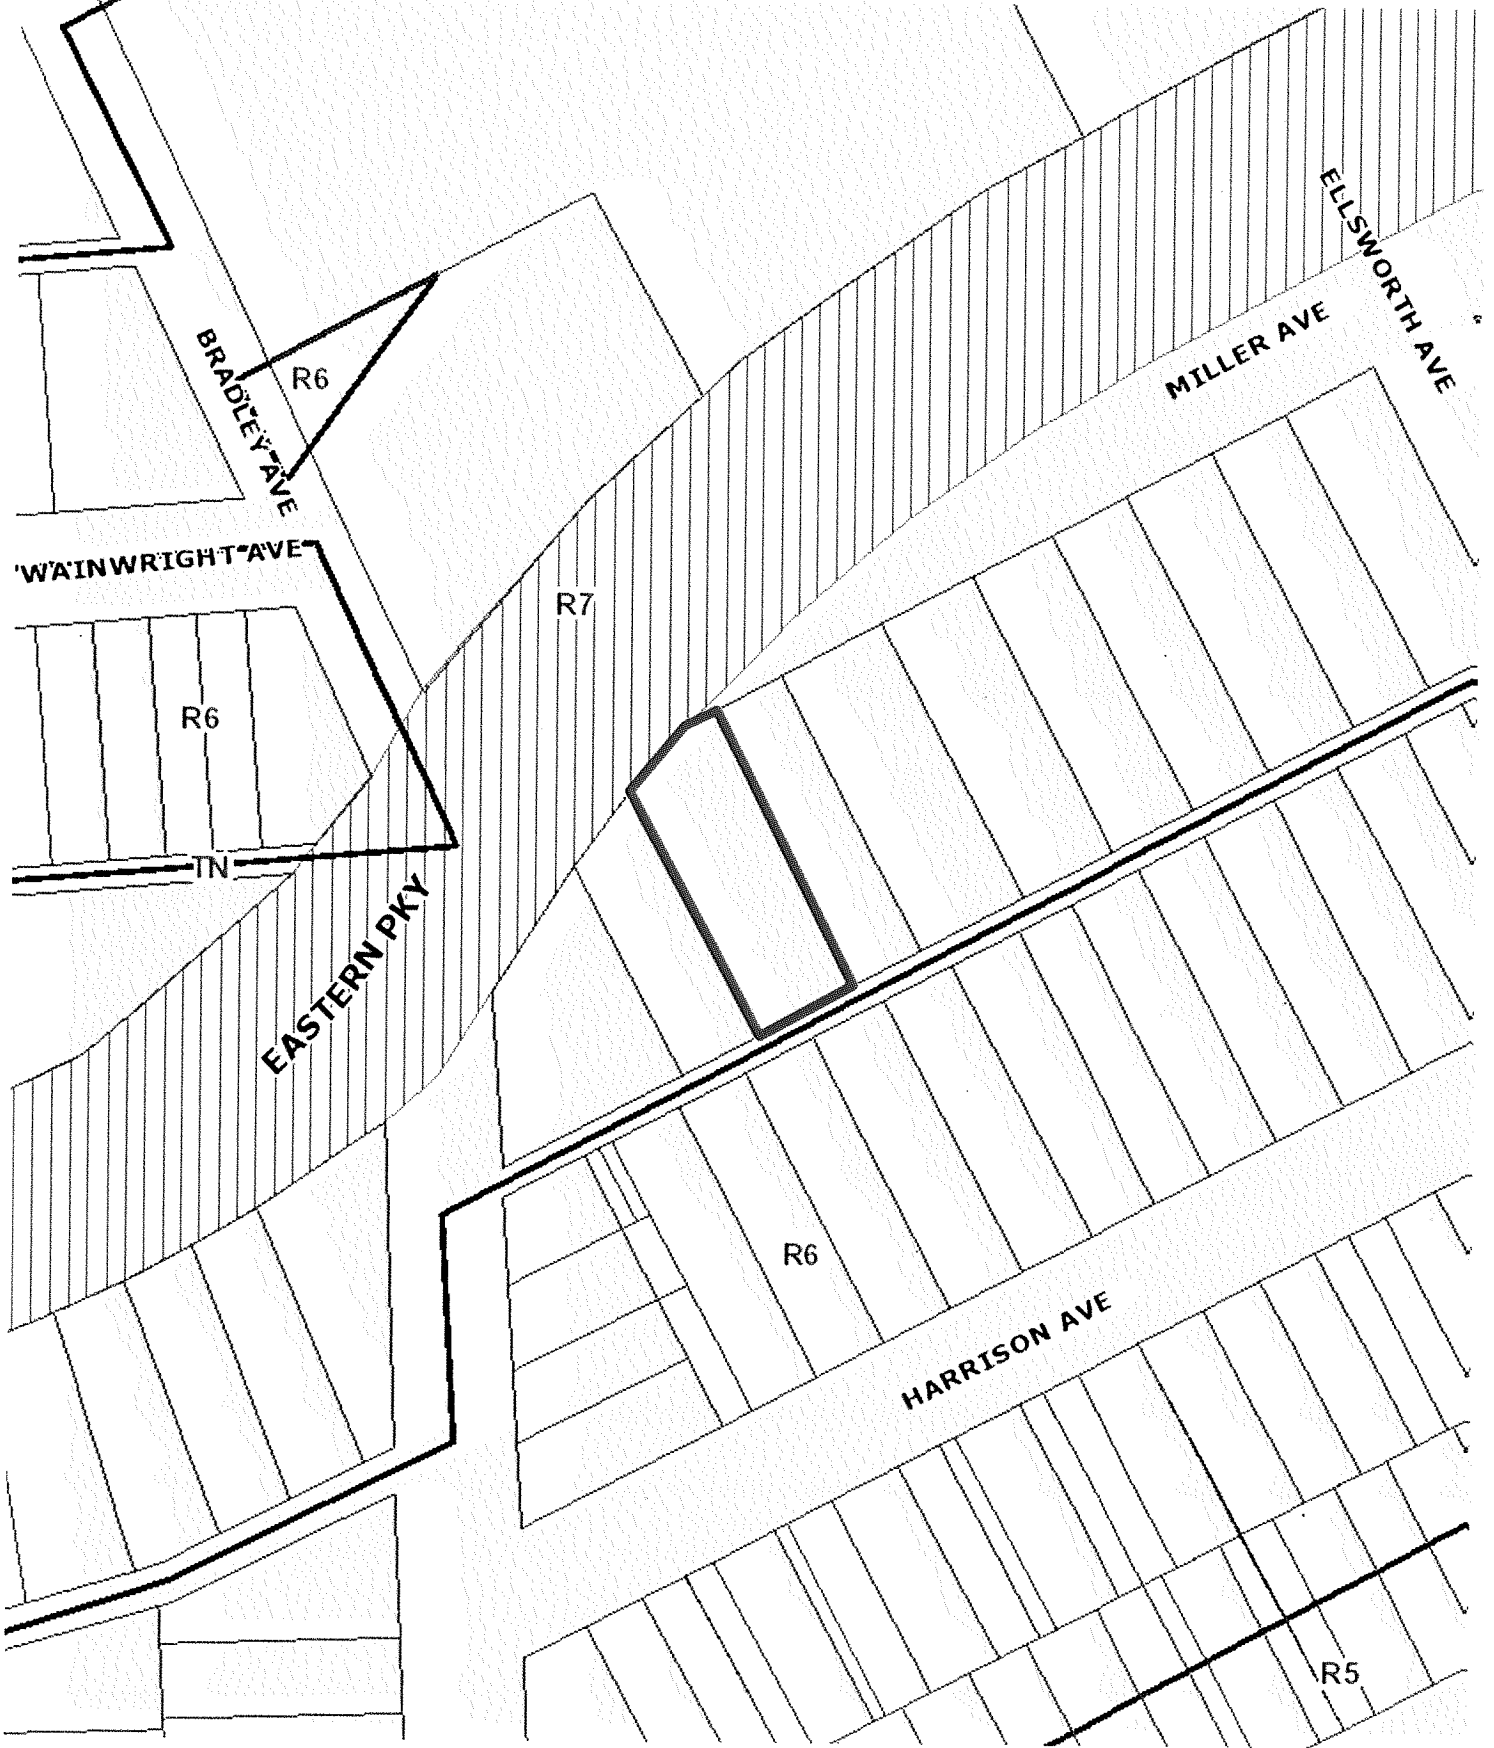 ELLSWORTH AVE
MILLER AVE
BRADLEY AVE
R6
WAINWRIGHT AVE
R7
R6
TN
EASTERN PKY
R6
HARRISON AVE
R5